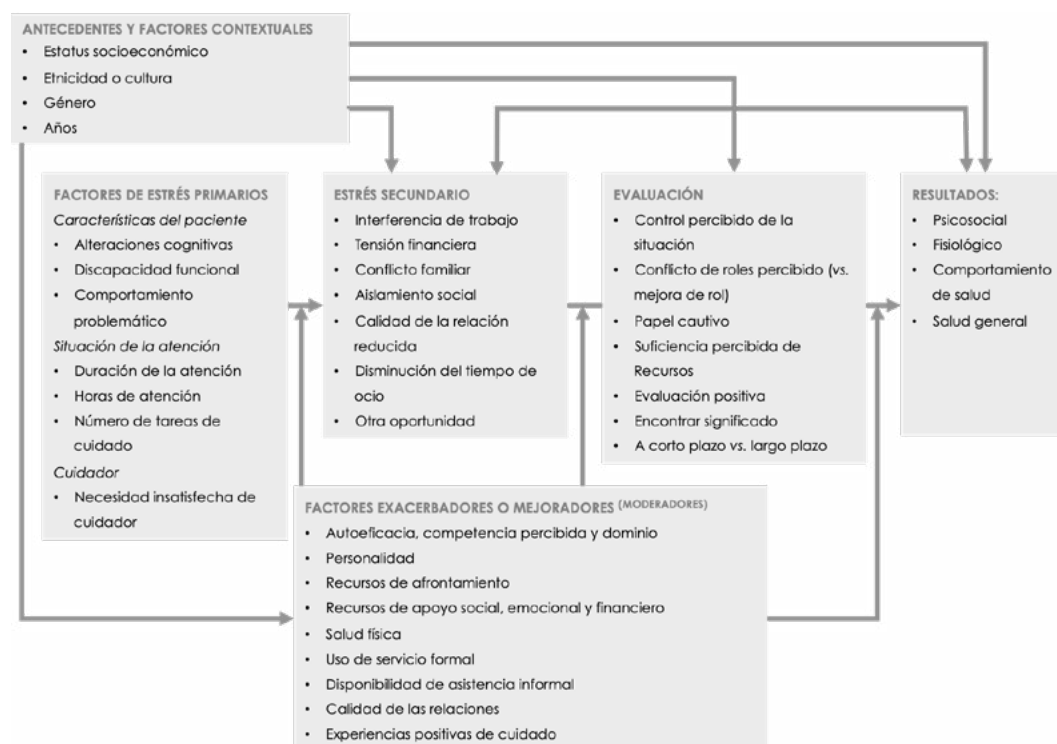 ANTECEDENTES Y FACTORES CONTEXTUALES
• Estatus socioeconómico
• Etnicidad o cultura
• Género
• Años
FACTORES DE ESTRÉS PRIMARIOS
Características del paciente
• Alteraciones cognitivas
• Discapacidad funcional
• Comportamiento
problemático
Situación de la atención
• Duración de la atención
• Horas de atención
• Número de tareas de
cuidado
Cuidador
• Necesidad insatisfecha de
cuidador
ESTRÉS SECUNDARIO
• Interferencia de trabajo
• Tensión financiera
• Conflicto familiar
• Aislamiento social
• Calidad de la relación
reducida
• Disminución del tiempo de
ocio
• Otra oportunidad
EVALUACIÓN
• Control percibido de la
situación
• Conflicto de roles percibido (vs.
mejora de rol)
• Papel cautivo
• Suficiencia percibida de
Recursos
• Evaluación positiva
• Encontrar significado
• A corto plazo vs. largo plazo
RESULTADOS:
• Psicosocial
• Fisiológico
• Comportamiento
de salud
• Salud general
FACTORES EXACERBADORES O MEJORADORES (MODERADORES)
• Autoeficacia, competencia percibida y dominio
• Personalidad
• Recursos de afrontamiento
• Recursos de apoyo social, emocional y financiero
• Salud física
• Uso de servicio formal
• Disponibilidad de asistencia informal
• Calidad de las relaciones
• Experiencias positivas de cuidado